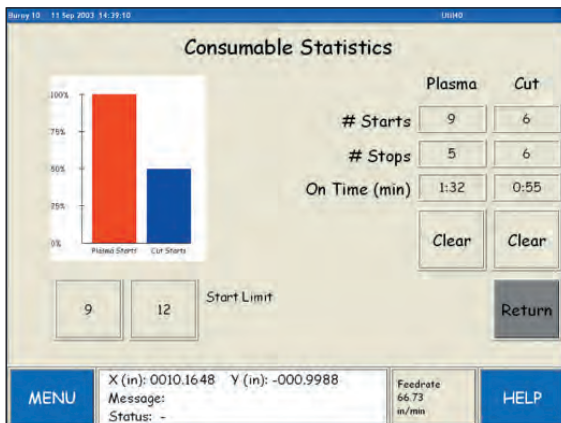 Burny 10 11 Sep 2003 14:39:10
Consumable Statistics
Plasma Cut
100%
75%
50%
25%
0%
Plasma Starts Cut Starts
# Starts 9 6
# Stops 5 6
On Time (min) 1:32 0:55
Clear Clear
9 12 Start Limit
Return
MENU
X (in): 0010.1648 Y (in): -000.9988
Message:
Status: -
Feedrate
66.73
in/min
HELP